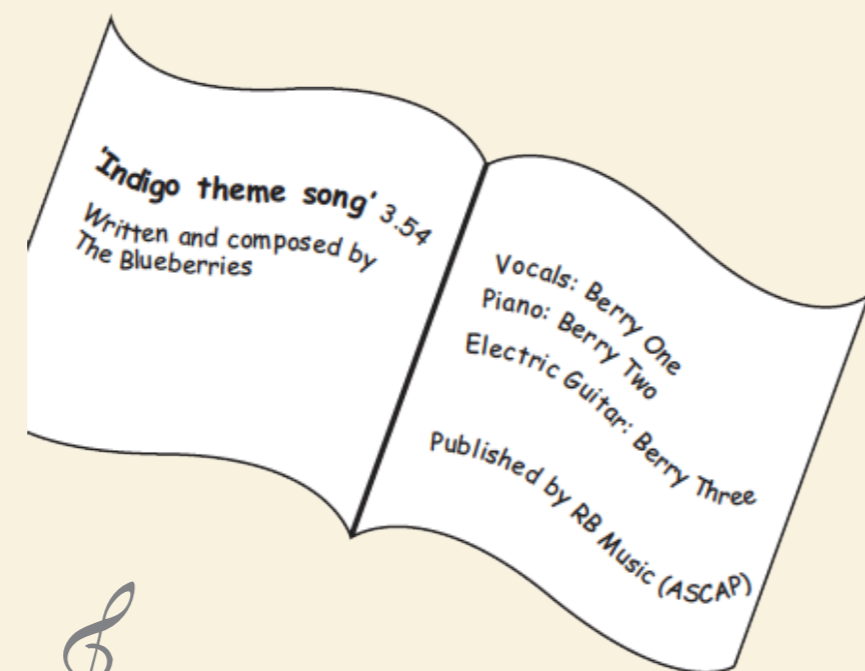 'Indigo theme song' 3.54
Written and composed by
The Blueberries
Vocals: Berry One
Piano: Berry Two
Electric Guitar: Berry Three
Published by RB Music (ASCAP)